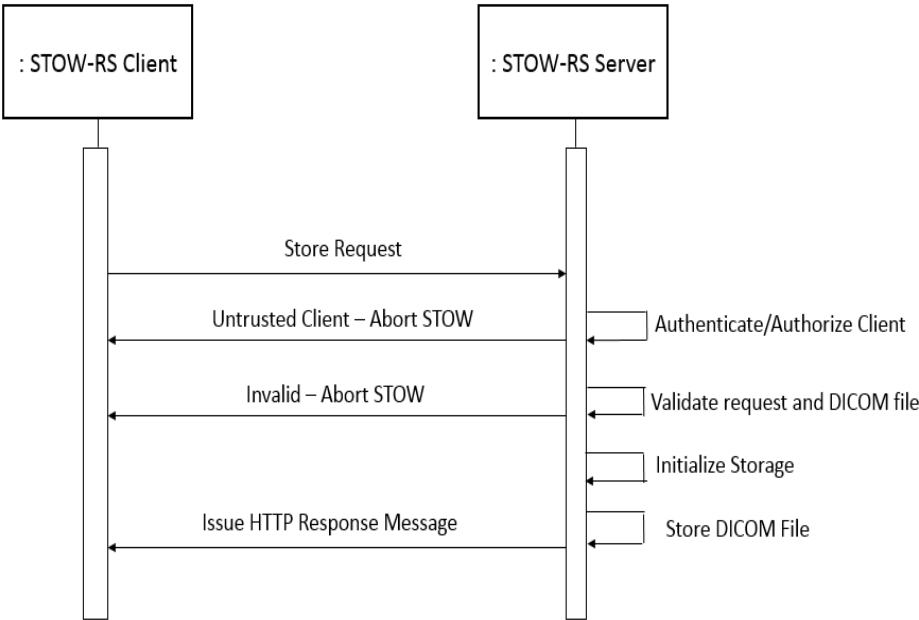 : STOW-RS Client
: STOW-RS Server
Store Request
Untrusted Client – Abort STOW
Authenticate/Authorize Client
Invalid – Abort STOW
Validate request and DICOM file
Initialize Storage
Issue HTTP Response Message
Store DICOM File